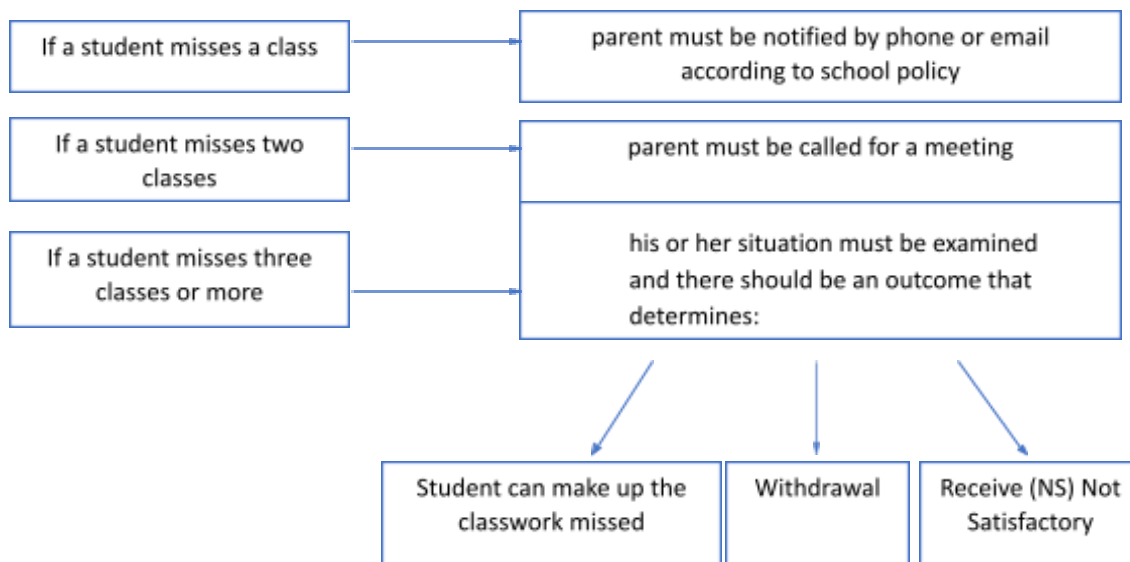 If a student misses a class
parent must be notified by phone or email
according to school policy
If a student misses two
classes
parent must be called for a meeting
If a student misses three
classes or more
his or her situation must be examined
and there should be an outcome that
determines:
Student can make up the
classwork missed
Withdrawal
Receive (NS) Not
Satisfactory